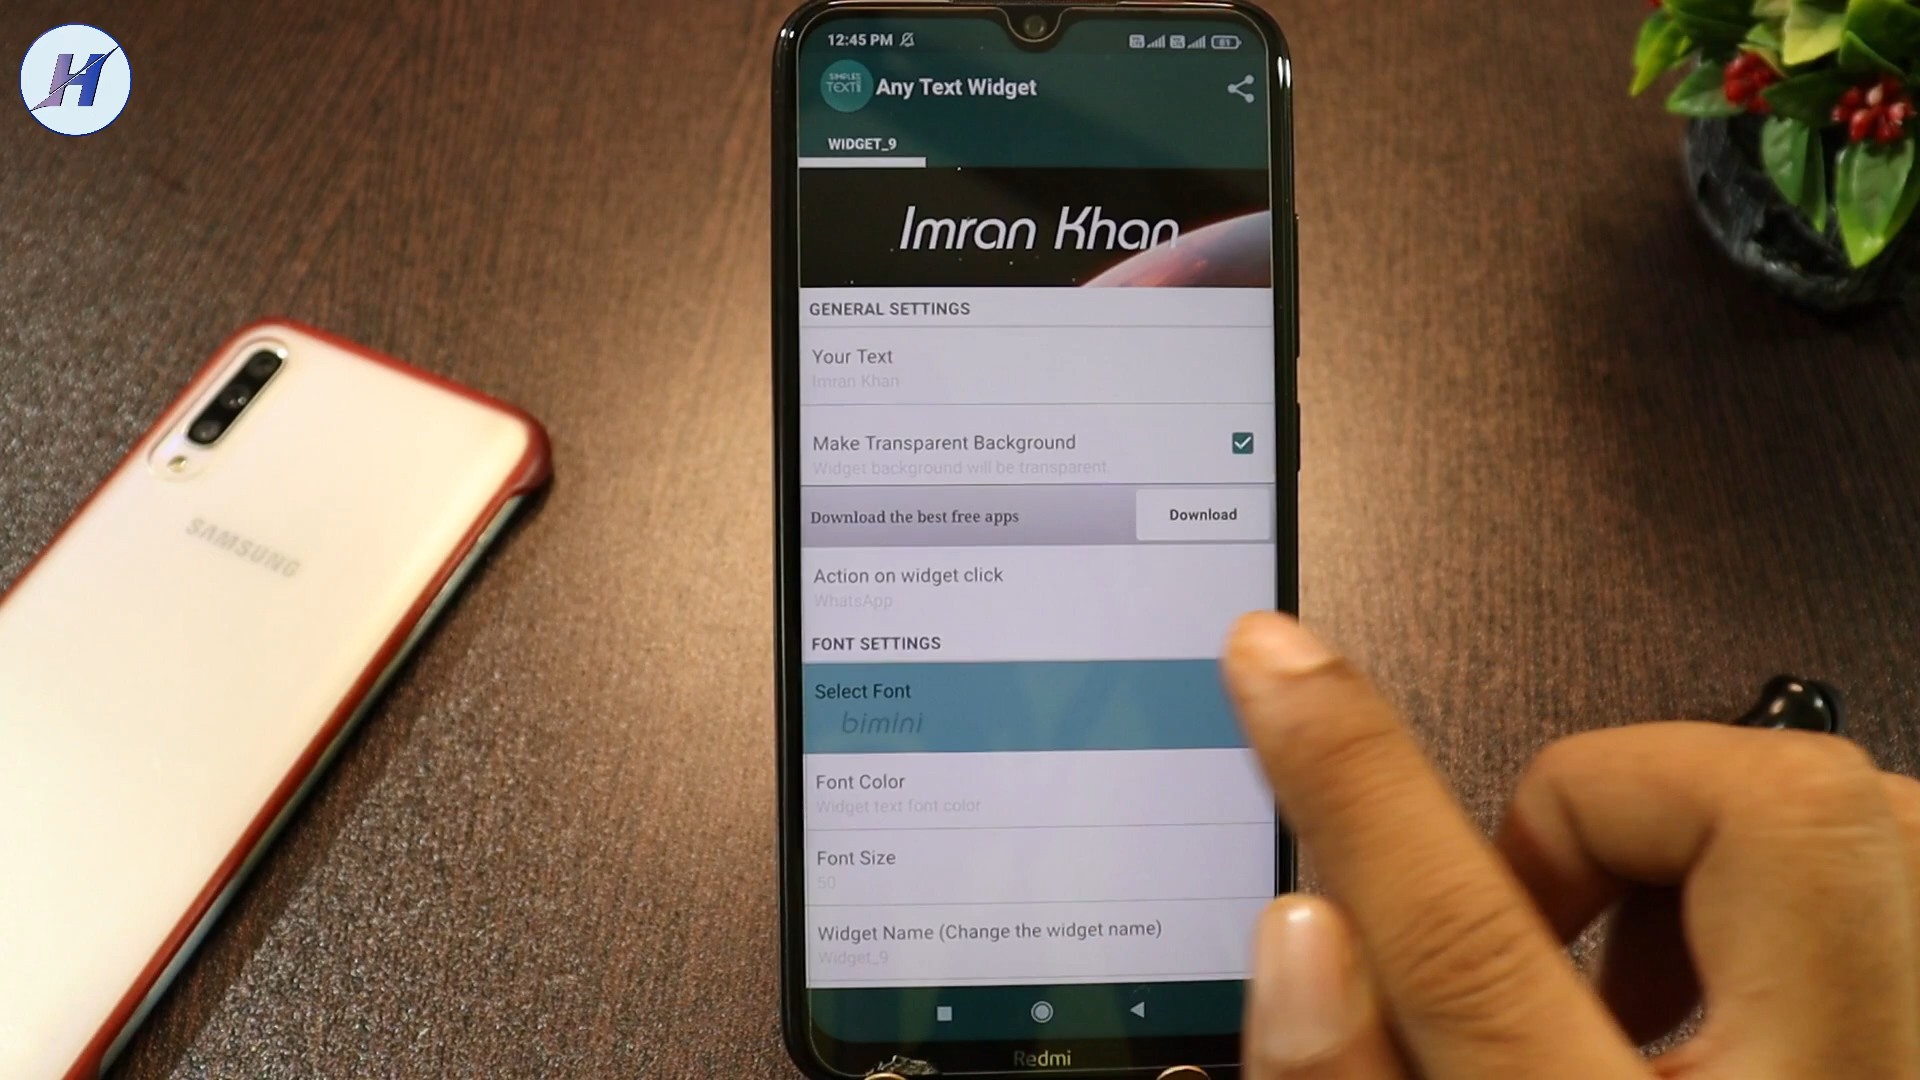 H
12:45 PM
61
SIMPLEST
TEXT
Any Text Widget
WIDGET_9
Imran Khan
GENERAL SETTINGS
Your Text
Imran Khan
Make Transparent Background
Widget background will be transparent.
Download the best free apps
Download
Action on widget click
WhatsApp
FONT SETTINGS
Select Font
bimini
Font Color
Widget text font color
Font Size
50
Widget Name (Change the widget name)
Widget_9
Redmi
SAMSUNG